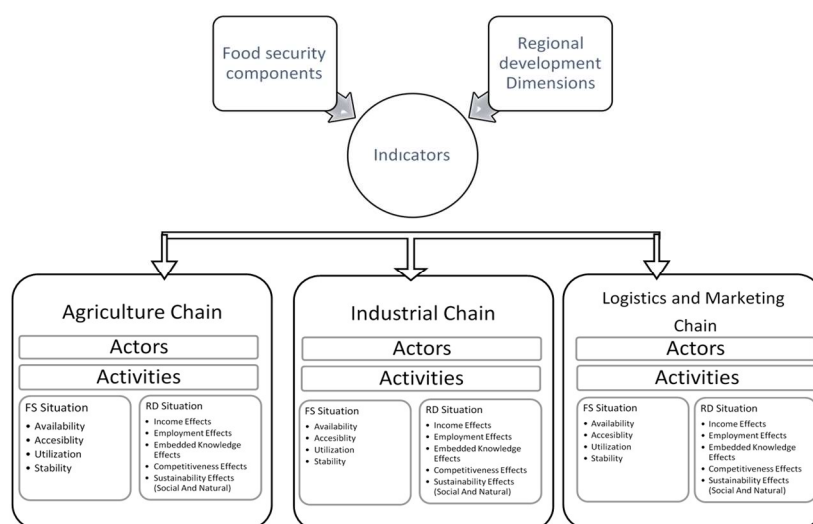 Food security
components
Regional
development
Dimensions
Indicators
Agriculture Chain
Actors
Activities
FS Situation
• Availability
• Accesiblity
• Utilization
• Stability
RD Situation
• Income Effects
• Employment Effects
• Embedded Knowledge
Effects
• Competitiveness Effects
• Sustainability Effects
(Social And Natural)
Industrial Chain
Actors
Activities
FS Situation
• Availability
• Accesiblity
• Utilization
• Stability
RD Situation
• Income Effects
• Employment Effects
• Embedded Knowledge
Effects
• Competitiveness Effects
• Sustainability Effects
(Social And Natural)
Logistics and Marketing
Chain
Actors
Activities
FS Situation
• Availability
• Accesiblity
• Utilization
• Stability
RD Situation
• Income Effects
• Employment Effects
• Embedded Knowledge
Effects
• Competitiveness Effects
• Sustainability Effects
(Social And Natural)